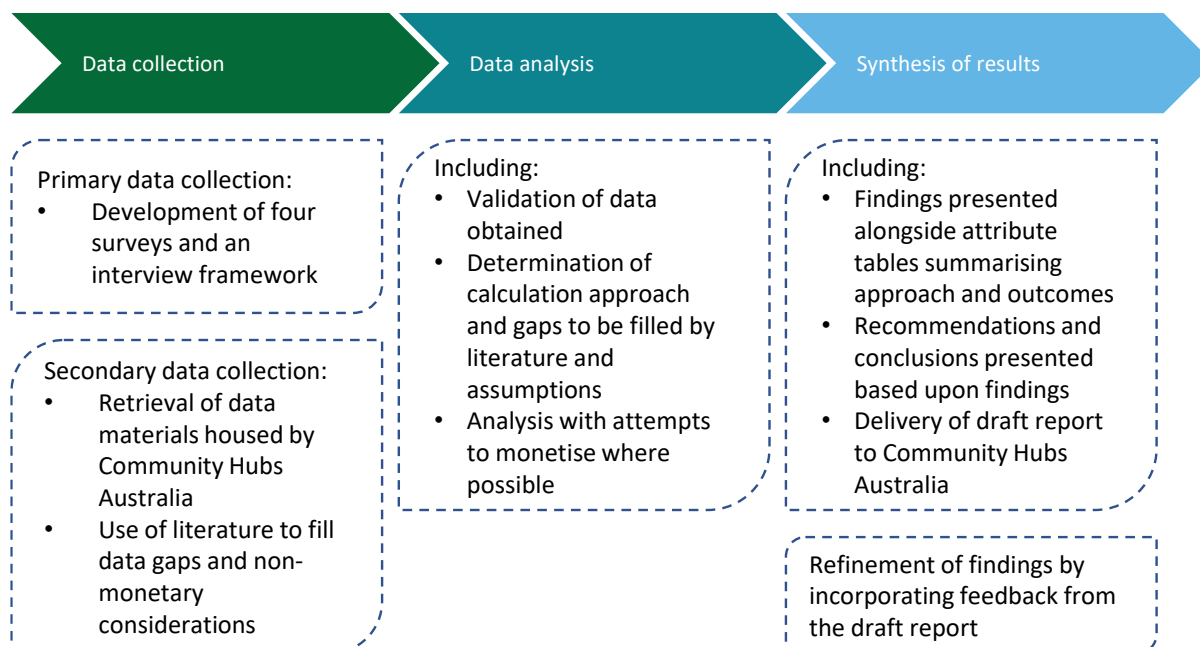 Data collection
Data analysis
Synthesis of results
Primary data collection:
• Development of four
surveys and an
interview framework
Secondary data collection:
• Retrieval of data
materials housed by
Community Hubs
Australia
• Use of literature to fill
data gaps and non-
monetary
considerations
Including:
• Validation of data
obtained
• Determination of
calculation approach
and gaps to be filled by
literature and
assumptions
• Analysis with attempts
to monetise where
possible
Including:
• Findings presented
alongside attribute
tables summarising
approach and outcomes
• Recommendations and
conclusions presented
based upon findings
• Delivery of draft report
to Community Hubs
Australia
Refinement of findings by
incorporating feedback from
the draft report